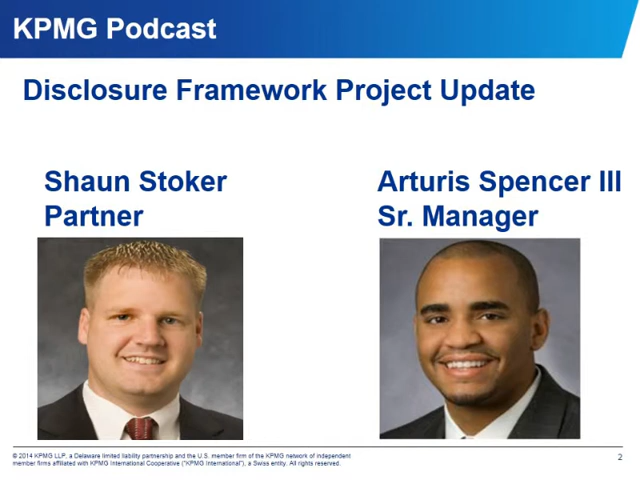 KPMG Podcast
Disclosure Framework Project Update
Shaun Stoker
Partner
Arturis Spencer III
Sr. Manager
© 2014 KPMG LLP, a Delaware limited liability partnership and the U.S. member firm of the KPMG network of independent
member firms affiliated with KPMG International Cooperative ("KPMG International"), a Swiss entity. All rights reserved.
2